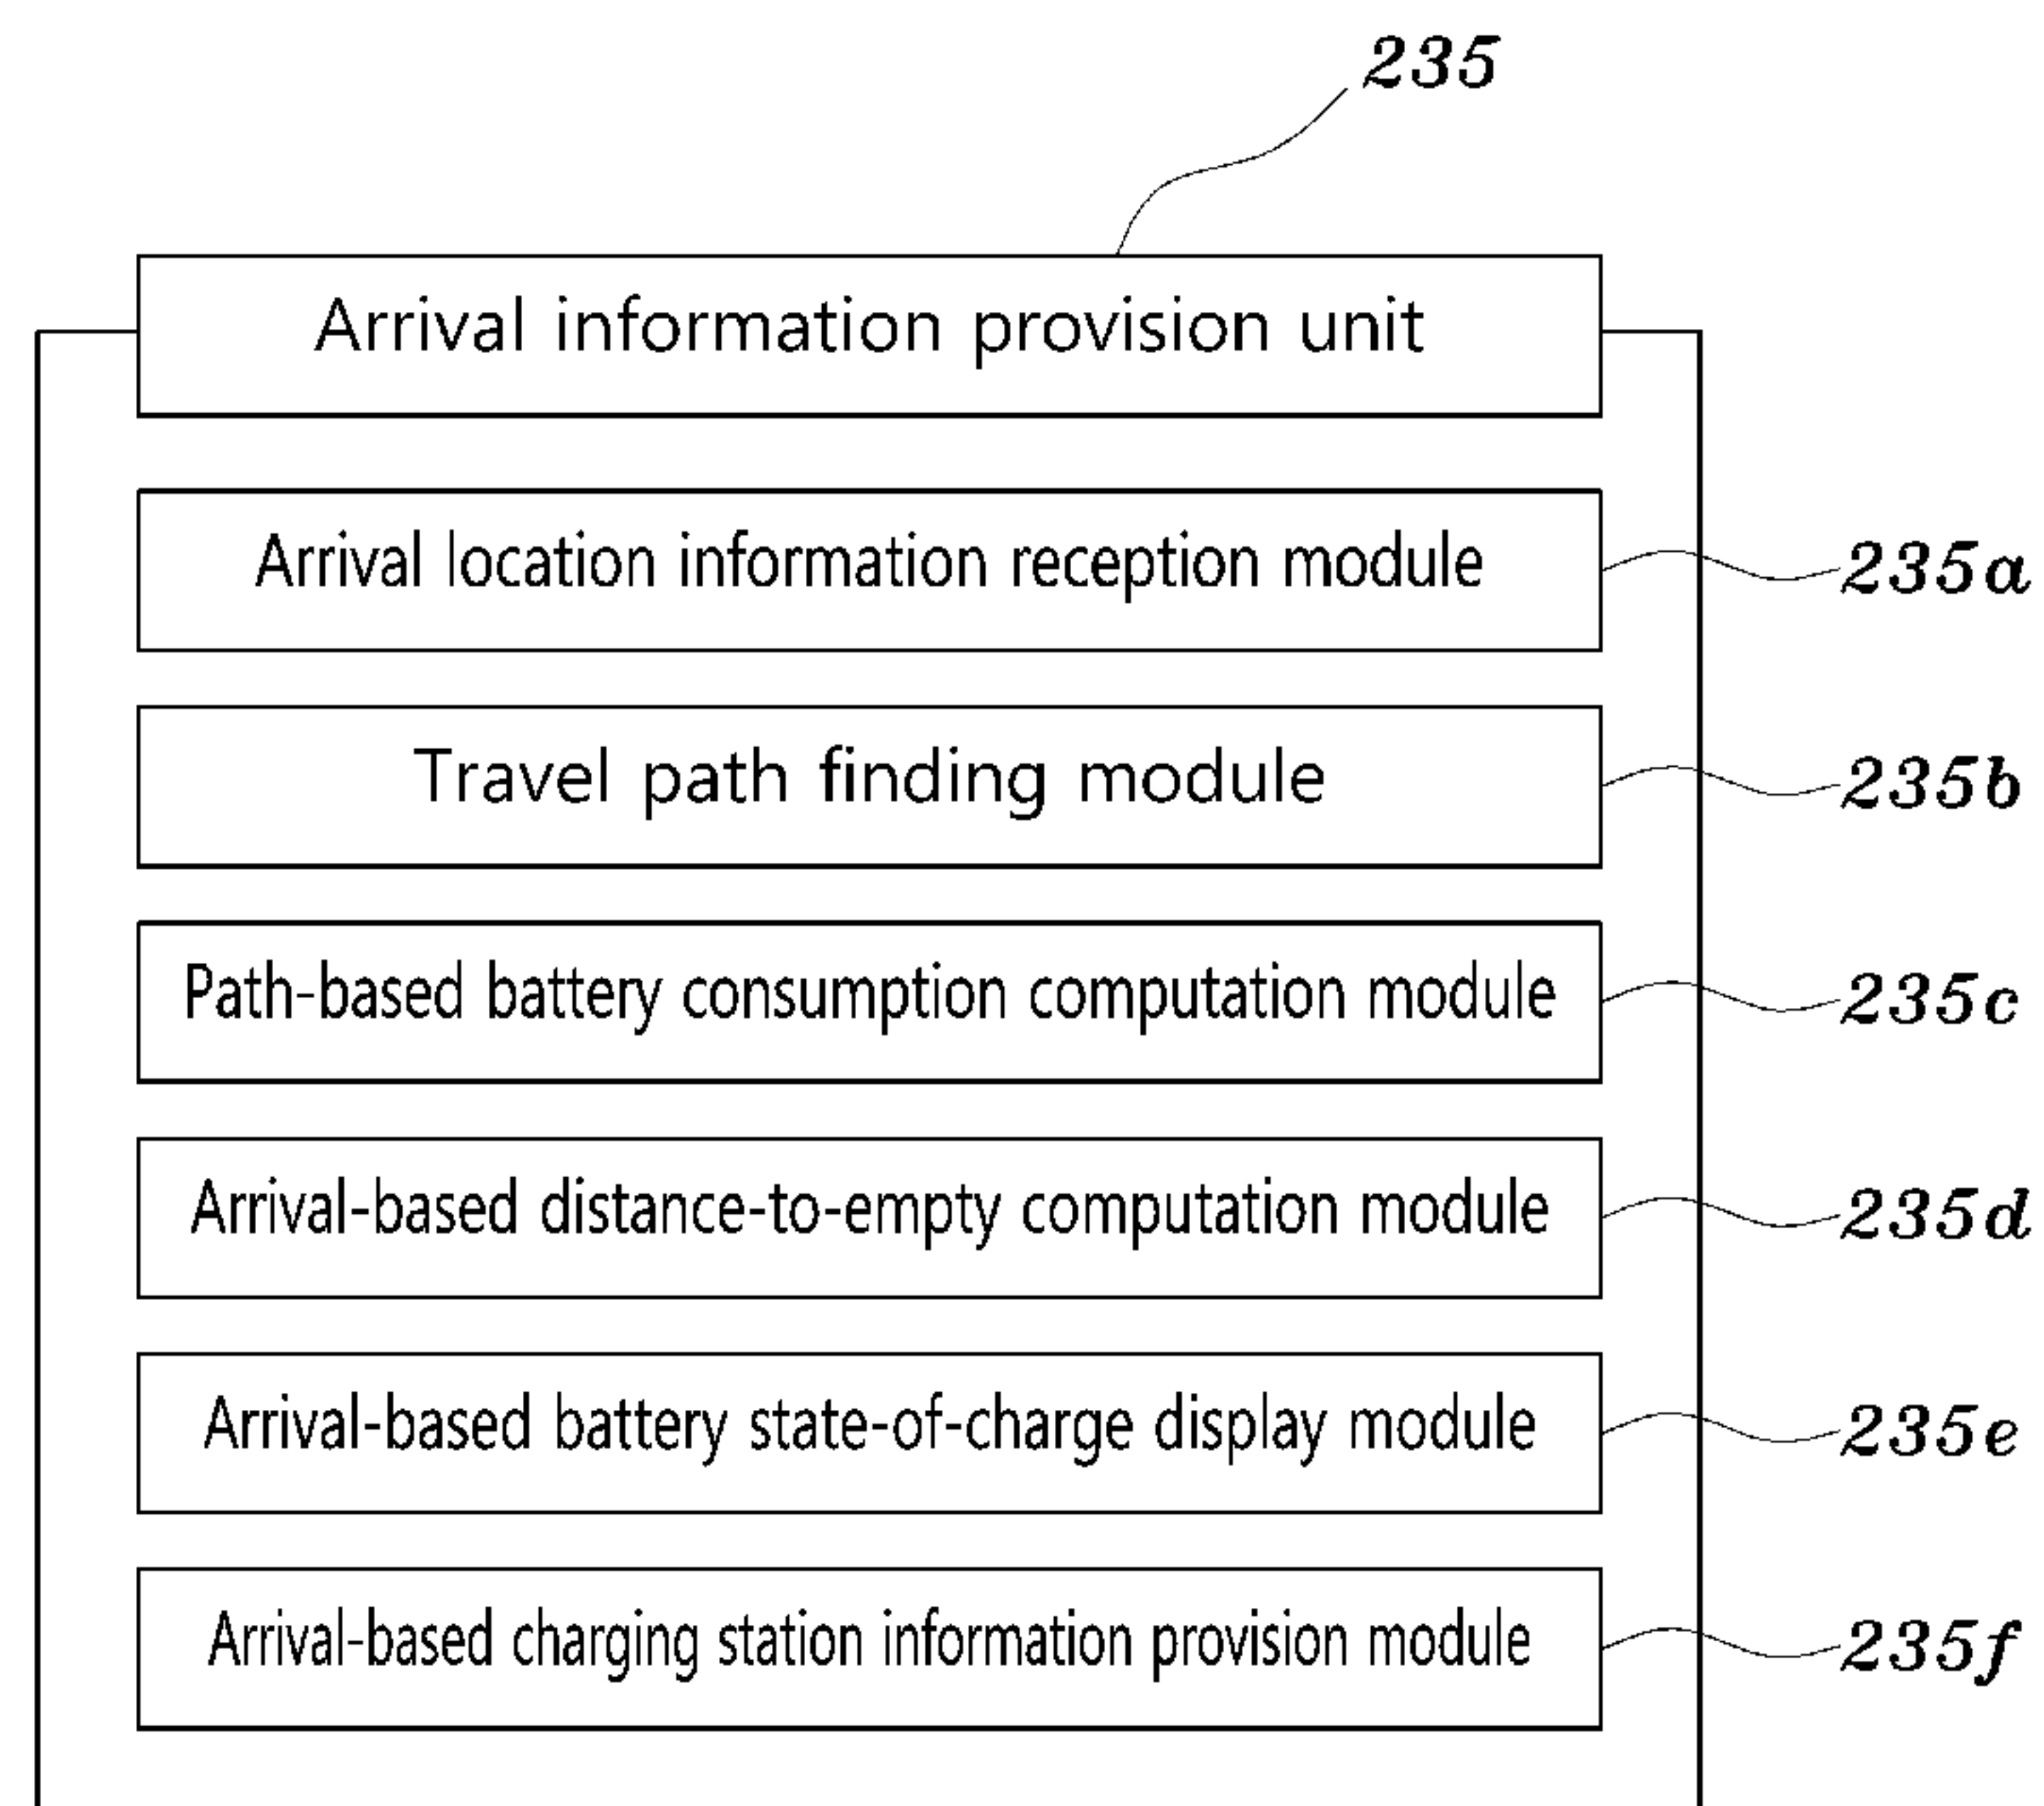 235
Arrival information provision unit
Arrival location information reception module
235a
Travel path finding module
235b
Path-based battery consumption computation module
235c
Arrival-based distance-to-empty computation module
235d
Arrival-based battery state-of-charge display module
235e
Arrival-based charging station information provision module
235f